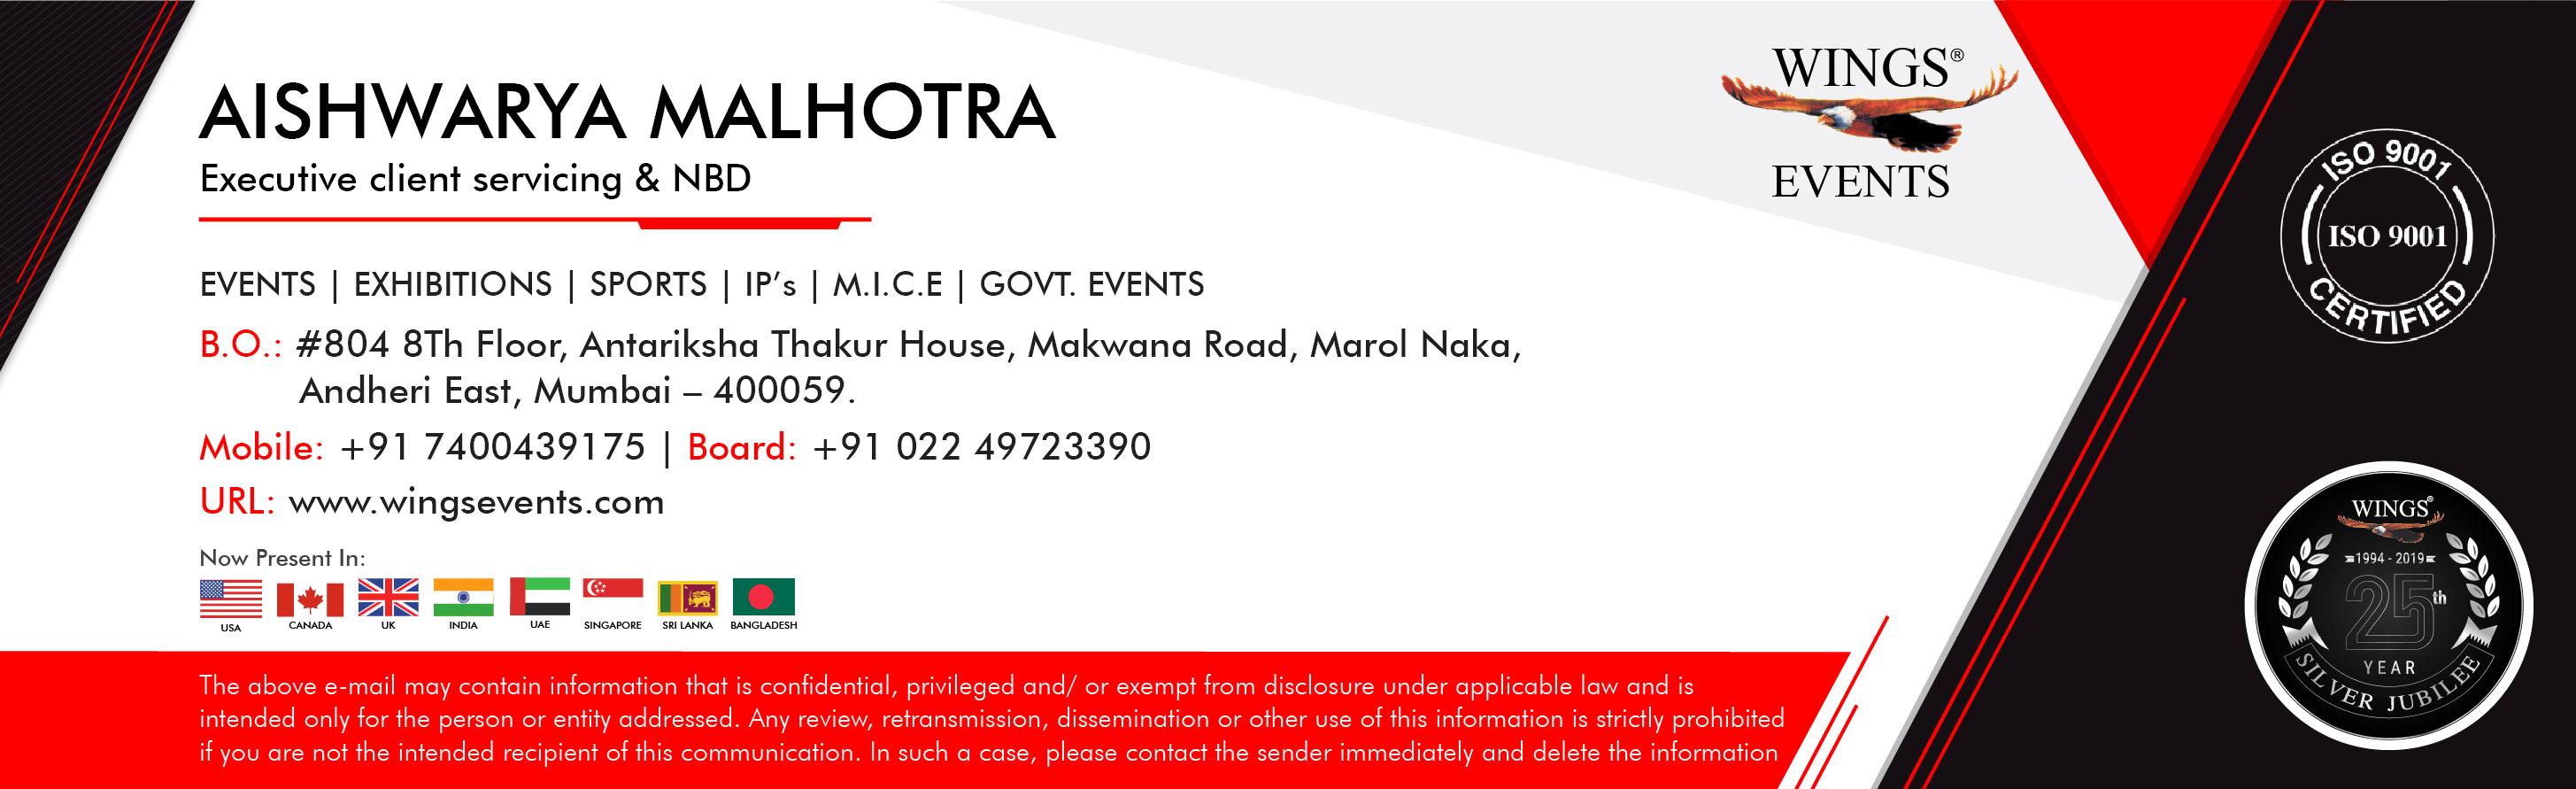 AISHWARYA MALHOTRA
Executive client servicing & NBD
WINGS®
EVENTS
EVENTS | EXHIBITIONS | SPORTS | IP’s | M.I.C.E | GOVT. EVENTS
B.O.: #804 8Th Floor, Antariksha Thakur House, Makwana Road, Marol Naka,
Andheri East, Mumbai – 400059.
Mobile: +91 7400439175 | Board: +91 022 49723390
URL: www.wingsevents.com
Now Present In:
USA CANADA UK INDIA UAE SINGAPORE SRI LANKA BANGLADESH
The above e-mail may contain information that is confidential, privileged and/ or exempt from disclosure under applicable law and is
intended only for the person or entity addressed. Any review, retransmission, dissemination or other use of this information is strictly prohibited
if you are not the intended recipient of this communication. In such a case, please contact the sender immediately and delete the information
ISO 9001
ISO 9001
CERTIFIED
WINGS®
1994 - 2019
25th
YEAR
SILVER JUBILEE